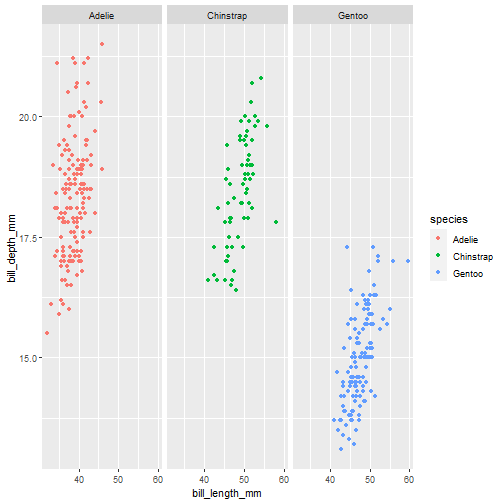 Adelie Chinstrap Gentoo
20.0
17.5
15.0
bill_depth_mm
40 50 60 40 50 60 40 50 60
bill_length_mm
species
Adelie
Chinstrap
Gentoo